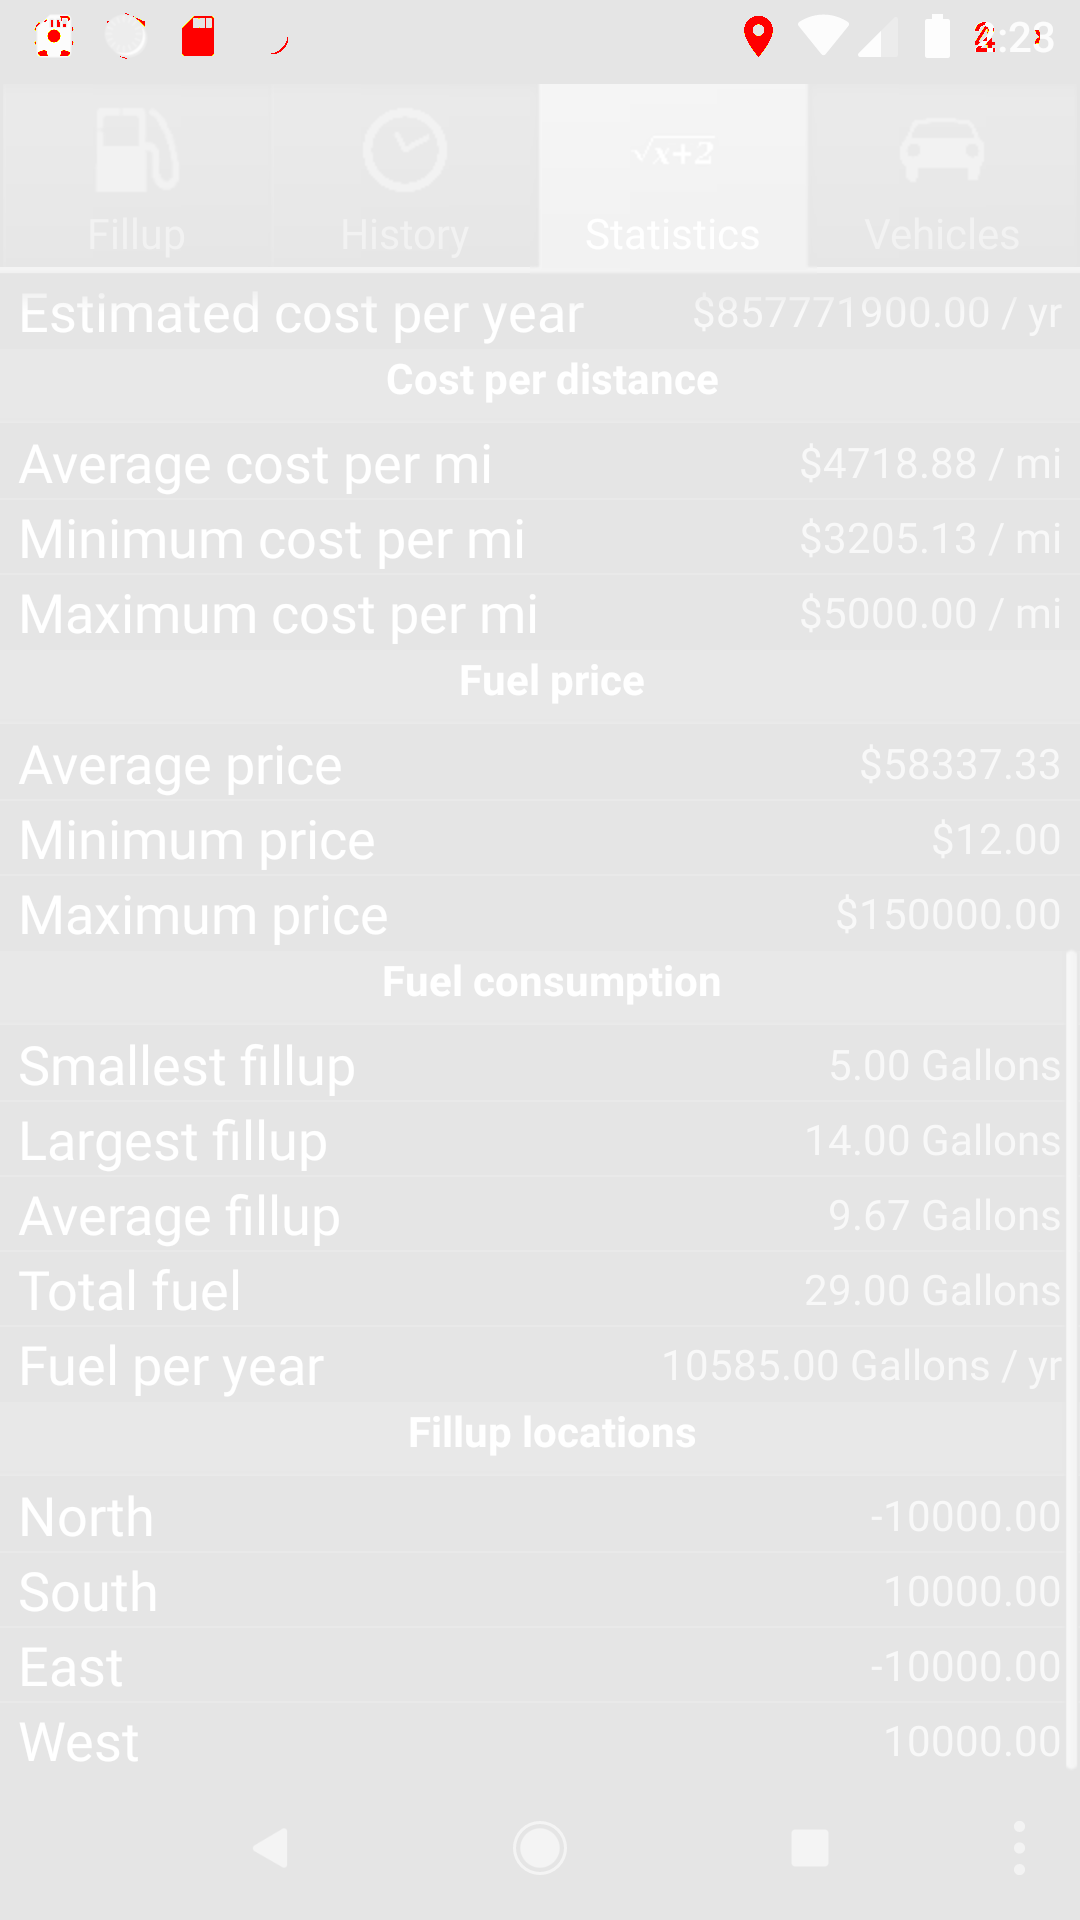 Fillup History √x+2 Statistics Vehicles
Estimated cost per year $857771900.00 / yr
Cost per distance
Average cost per mi $4718.88 / mi
Minimum cost per mi $3205.13 / mi
Maximum cost per mi $5000.00 / mi
Fuel price
Average price $58337.33
Minimum price $12.00
Maximum price $150000.00
Fuel consumption
Smallest fillup 5.00 Gallons
Largest fillup 14.00 Gallons
Average fillup 9.67 Gallons
Total fuel 29.00 Gallons
Fuel per year 10585.00 Gallons / yr
Fillup locations
North -10000.00
South 10000.00
East -10000.00
West 10000.00